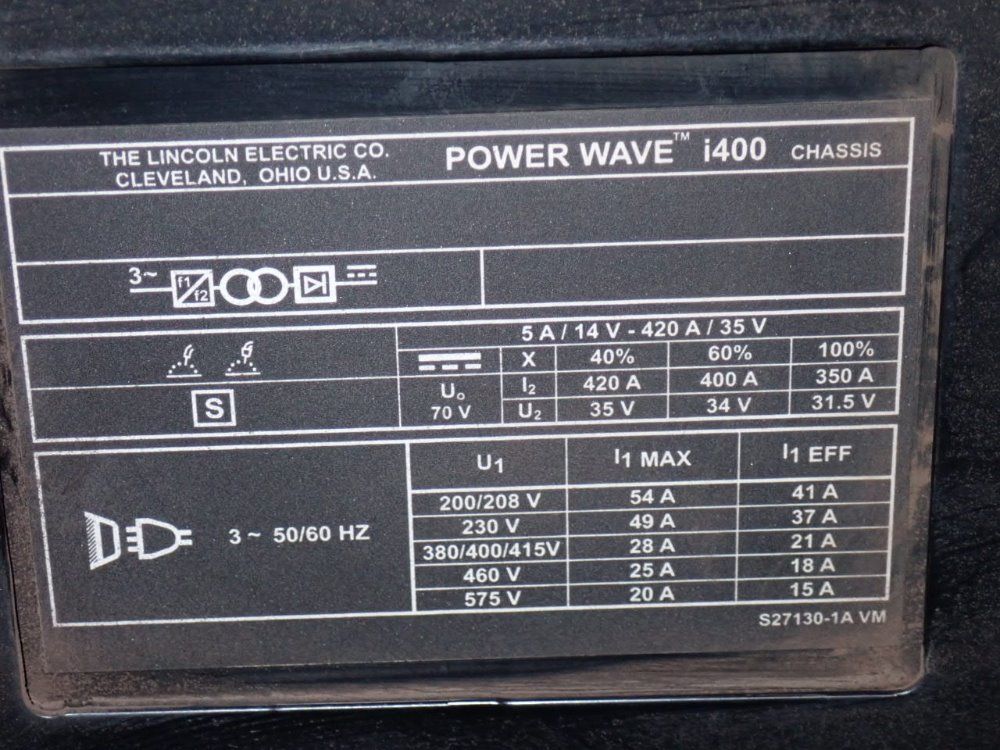 THE LINCOLN ELECTRIC CO. POWER WAVE™ i400 CHASSIS
CLEVELAND, OHIO U.S.A.
3~ f1 f2
5 A / 14 V - 420 A / 35 V
X 40% 60% 100%
U₀ I₂ 420 A 400 A 350 A
S 70 V U₂ 35 V 34 V 31.5 V
U1 I1 MAX I1 EFF
200/208 V 54 A 41 A
3 ~ 50/60 HZ 230 V 49 A 37 A
380/400/415V 28 A 21 A
460 V 25 A 18 A
575 V 20 A 15 A
S27130-1A VM